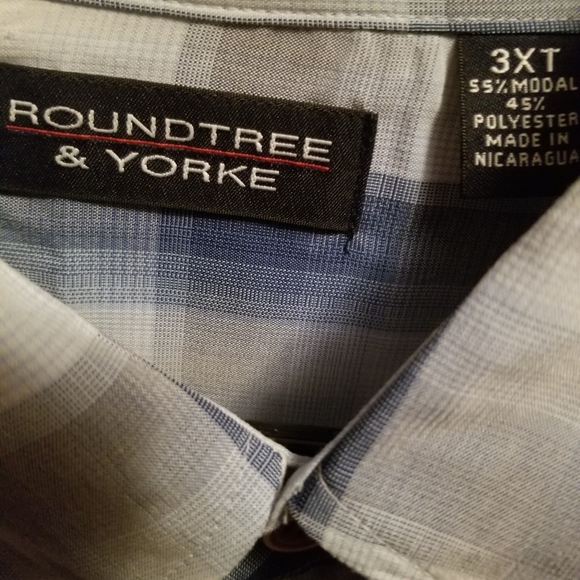 ROUNDTREE
& YORKE
3XT
55% MODAL
45%
POLYESTER
MADE IN
NICARAGUA